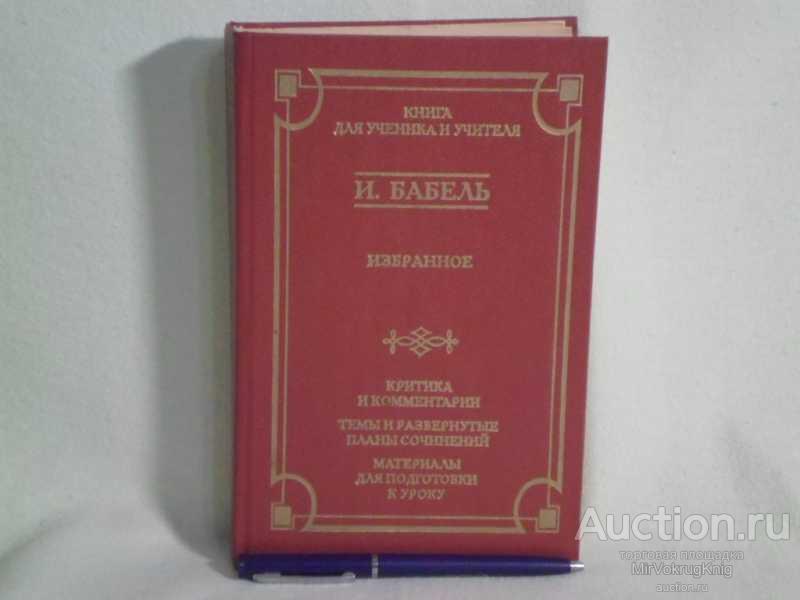 КНИГА
ДЛЯ УЧЕНИКА И УЧИТЕЛЯ
И. БАБЕЛЬ
ИЗБРАННОЕ
КРИТИКА
И КОММЕНТАРИИ
ТЕМЫ И РАЗВЕРНУТЫЕ
ПЛАНЫ СОЧИНЕНИЙ
МАТЕРИАЛЫ
ДЛЯ ПОДГОТОВКИ
К УРОКУ
Auction.ru
торговая площадка
MirVokrugKnig
auction.ru